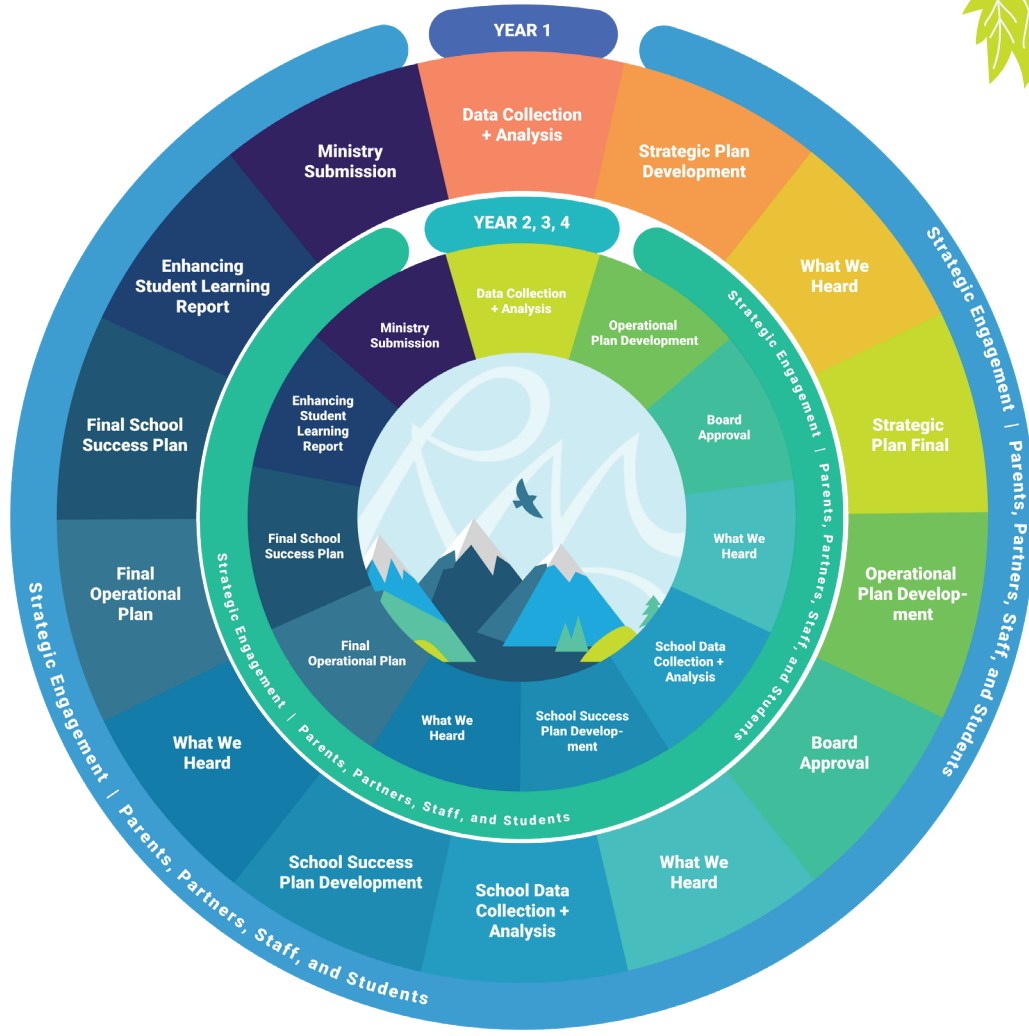 YEAR 1
Data Collection
+ Analysis
Strategic Plan
Development
What We
Heard
Strategic
Plan Final
Operational
Plan Develop-
ment
Board
Approval
What We
Heard
School Data
Collection +
Analysis
School Success
Plan Development
What We
Heard
Final
Operational
Plan
Final School
Success Plan
Enhancing
Student Learning
Report
Ministry
Submission
Strategic Engagement | Parents, Partners, Staff, and Students
Strategic Engagement | Parents, Partners, Staff, and Students
YEAR 2, 3, 4
Data Collection
+ Analysis
Operational
Plan Development
Board
Approval
What We
Heard
School Data
Collection +
Analysis
School Success
Plan Develop-
ment
What We
Heard
Final
Operational Plan
Final School
Success Plan
Enhancing
Student
Learning
Report
Ministry
Submission
Strategic Engagement | Parents, Partners, Staff, and Students
Strategic Engagement | Parents, Partners, Staff, and Students